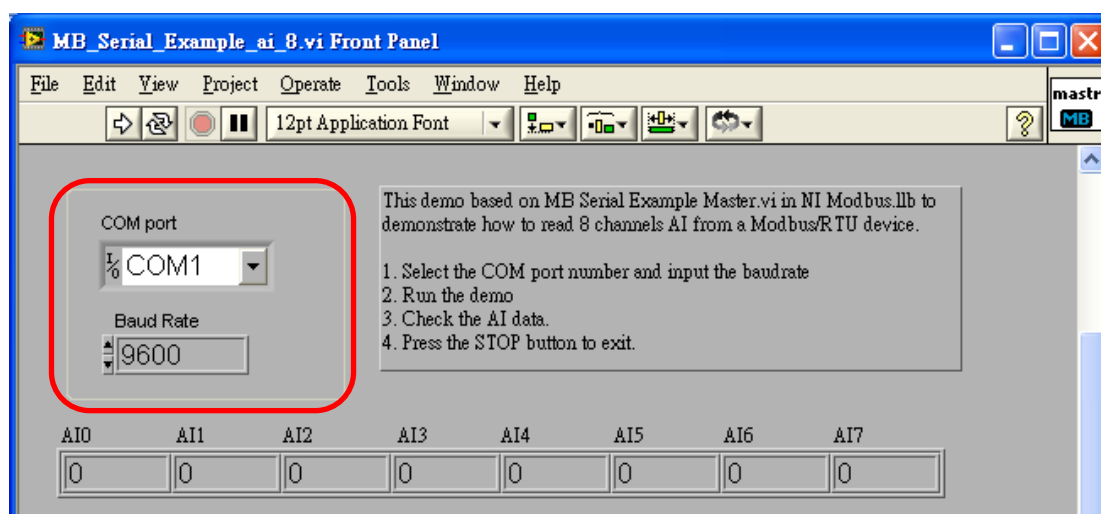 MB_Serial_Example_ai_8.vi Front Panel
File Edit View Project Operate Tools Window Help
12pt Application Font
?
mastr
MB
This demo based on MB Serial Example Master.vi in NI Modbus.llb to
demonstrate how to read 8 channels AI from a Modbus/RTU device.
1. Select the COM port number and input the baudrate
2. Run the demo
3. Check the AI data.
4. Press the STOP button to exit.
COM port
I/O COM1
Baud Rate
9600
AI0 AI1 AI2 AI3 AI4 AI5 AI6 AI7
0 0 0 0 0 0 0 0